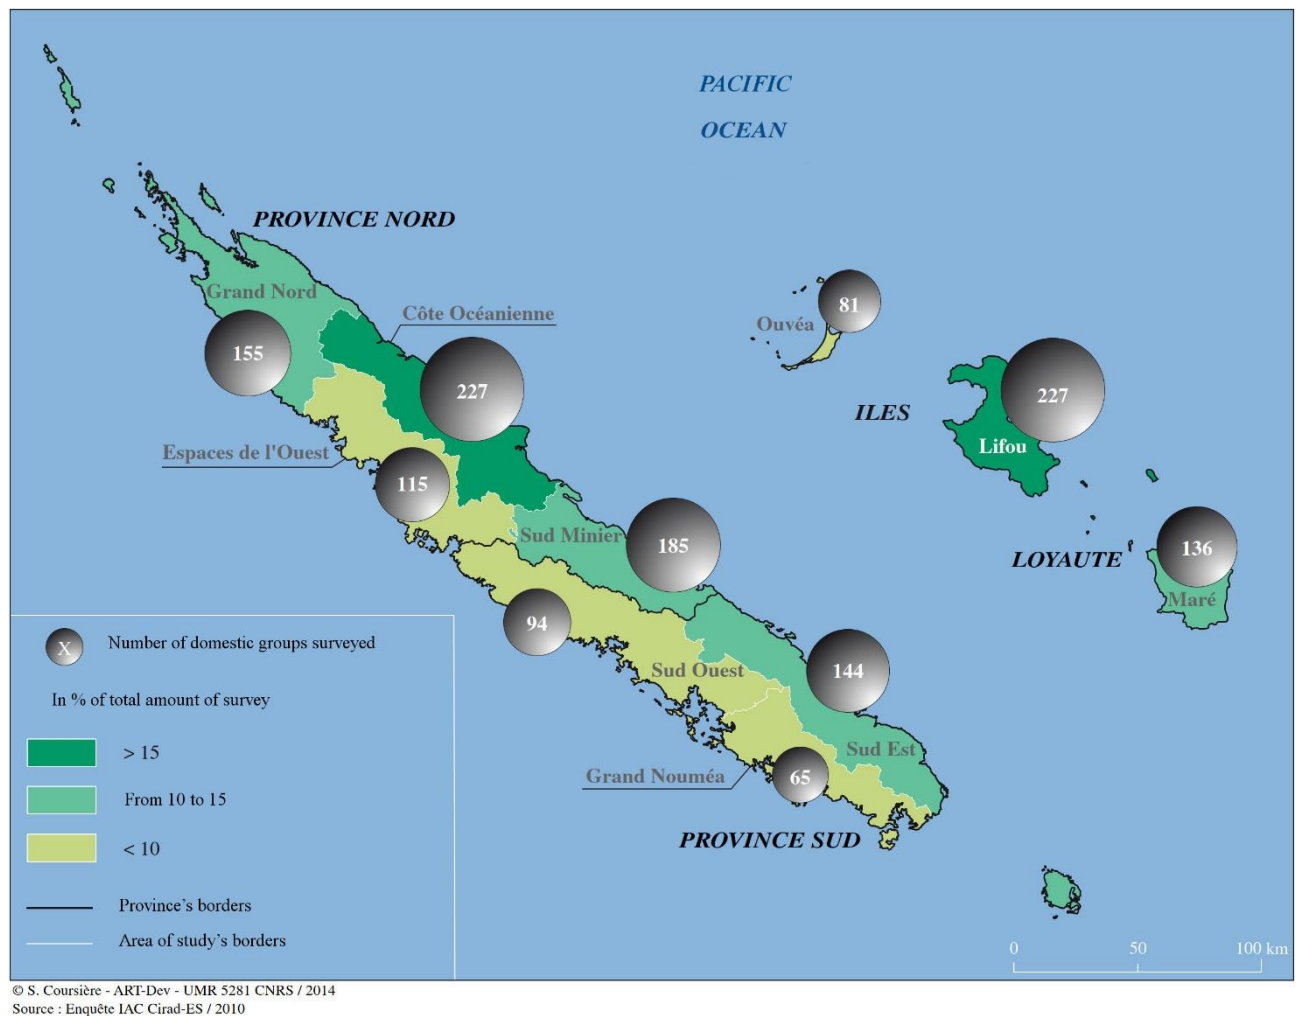 PACIFIC
OCEAN
PROVINCE NORD
Grand Nord
Côte Océanienne
Ouvéa
81
155
227
227
ILES
Lifou
Espaces de l'Ouest
115
Sud Minier
185
136
LOYAUTE
Maré
94
Sud Ouest
144
Sud Est
Grand Nouméa
65
PROVINCE SUD
X
Number of domestic groups surveyed
In % of total amount of survey
> 15
From 10 to 15
< 10
Province's borders
Area of study's borders
0 50 100 km
© S. Coursière - ART-Dev - UMR 5281 CNRS / 2014
Source : Enquête IAC Cirad-ES / 2010